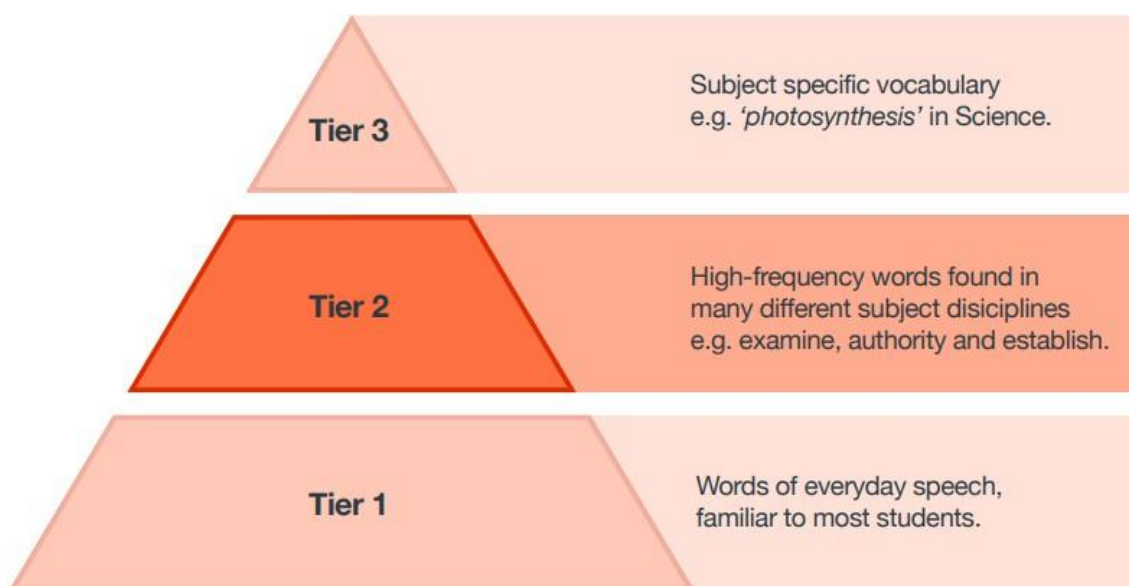 Tier 3
Subject specific vocabulary
e.g. ‘photosynthesis’ in Science.
Tier 2
High-frequency words found in
many different subject disiciplines
e.g. examine, authority and establish.
Tier 1
Words of everyday speech,
familiar to most students.